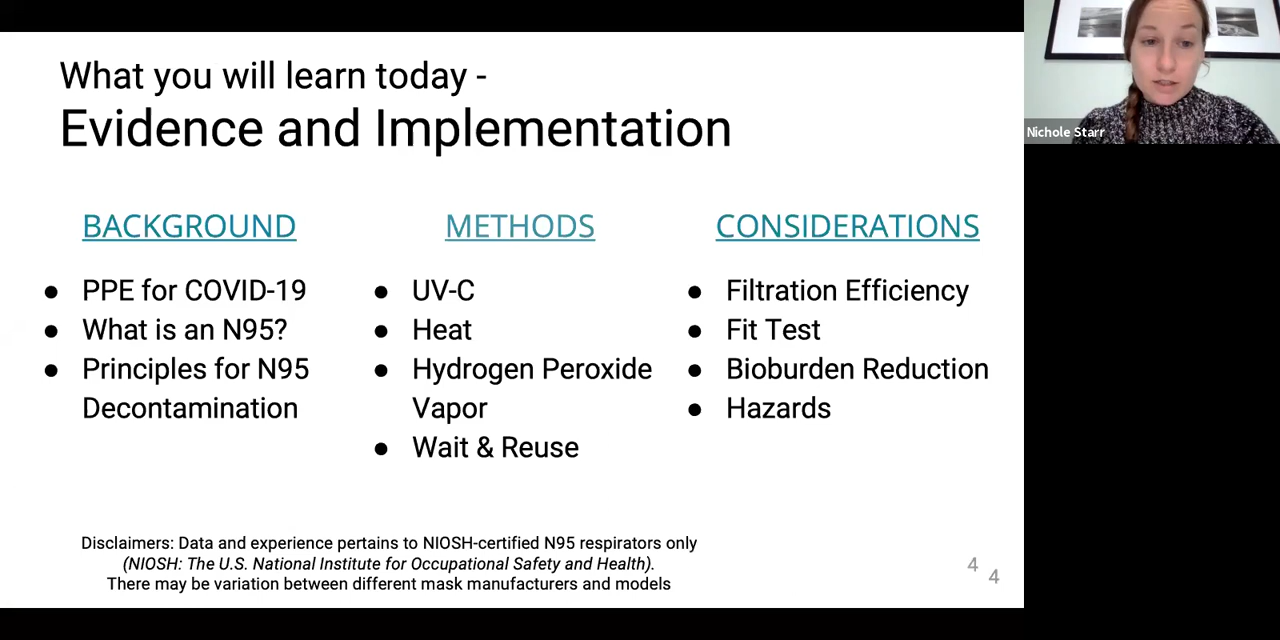 What you will learn today -
Evidence and Implementation
BACKGROUND
● PPE for COVID-19
● What is an N95?
● Principles for N95
Decontamination
METHODS
● UV-C
● Heat
● Hydrogen Peroxide
Vapor
● Wait & Reuse
CONSIDERATIONS
● Filtration Efficiency
● Fit Test
● Bioburden Reduction
● Hazards
Disclaimers: Data and experience pertains to NIOSH-certified N95 respirators only
(NIOSH: The U.S. National Institute for Occupational Safety and Health).
There may be variation between different mask manufacturers and models
4
4
Nichole Starr